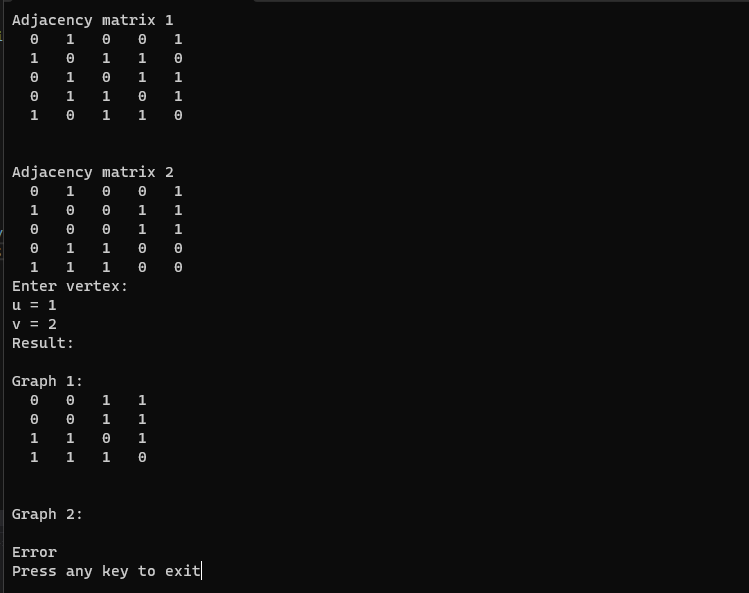 Adjacency matrix 1
0 1 0 0 1
1 0 1 1 0
0 1 0 1 1
0 1 1 0 1
1 0 1 1 0
Adjacency matrix 2
0 1 0 0 1
1 0 0 1 1
0 0 0 1 1
0 1 1 0 0
1 1 1 0 0
Enter vertex:
u = 1
v = 2
Result:
Graph 1:
0 0 1 1
0 0 1 1
1 1 0 1
1 1 1 0
Graph 2:
Error
Press any key to exit